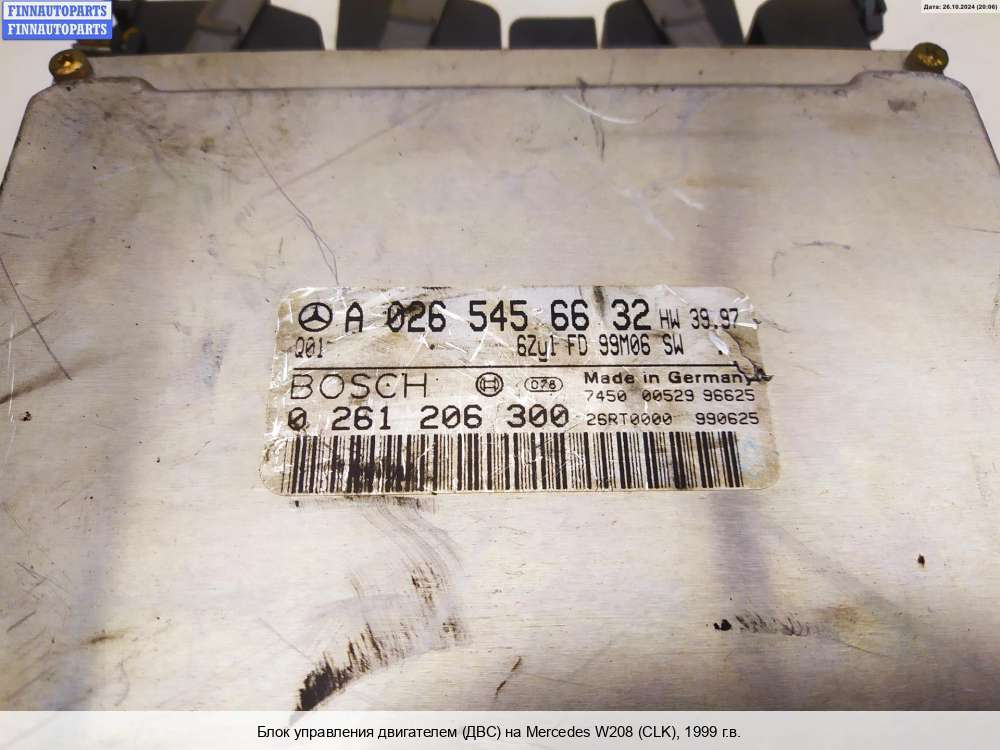 FINNAUTOPARTS
FINNAUTOPARTS
Дата: 26.10.2024 (20:06)
A 026 545 66 32 HW 39.97
Q01 6Zyl FD 99M06 SW
BOSCH 076 Made in Germany
7450 00529 96625
0 261 206 300 26RT0000 990625
Блок управления двигателем (ДВС) на Mercedes W208 (CLK), 1999 г.в.